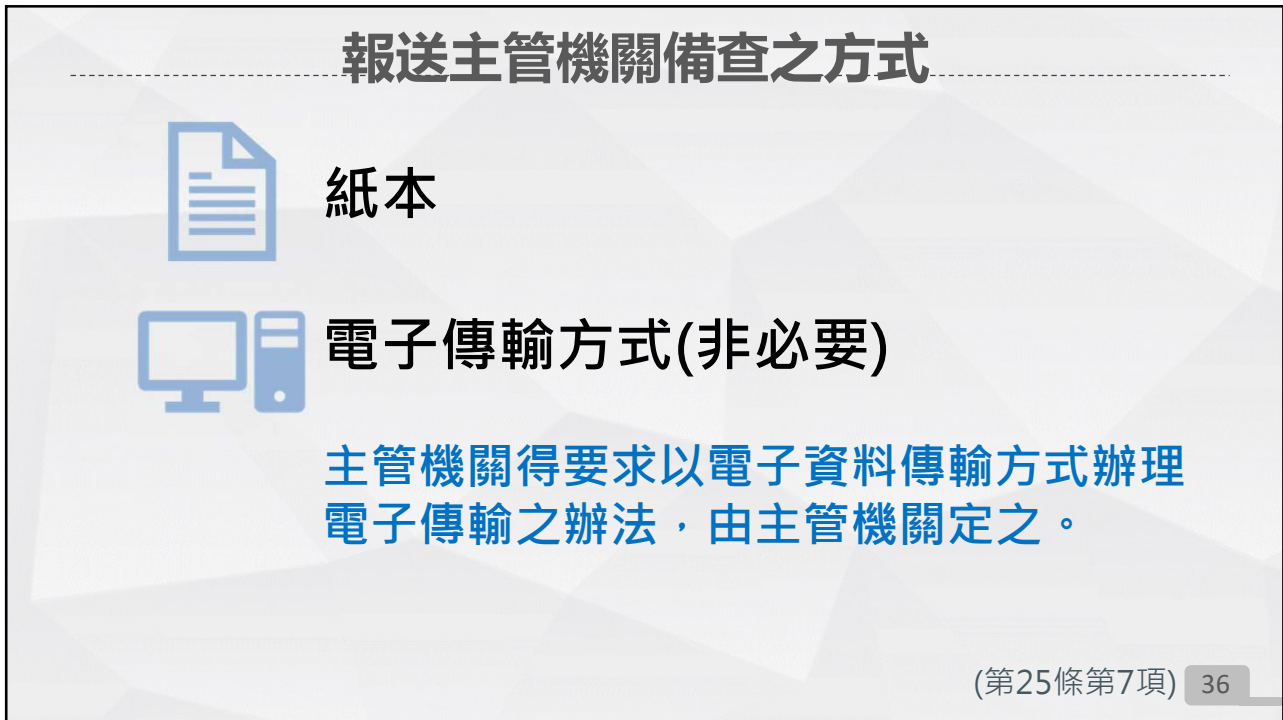 報送主管機關備查之方式
紙本
電子傳輸方式(非必要)
主管機關得要求以電子資料傳輸方式辦理
電子傳輸之辦法，由主管機關定之。
(第25條第7項) 36